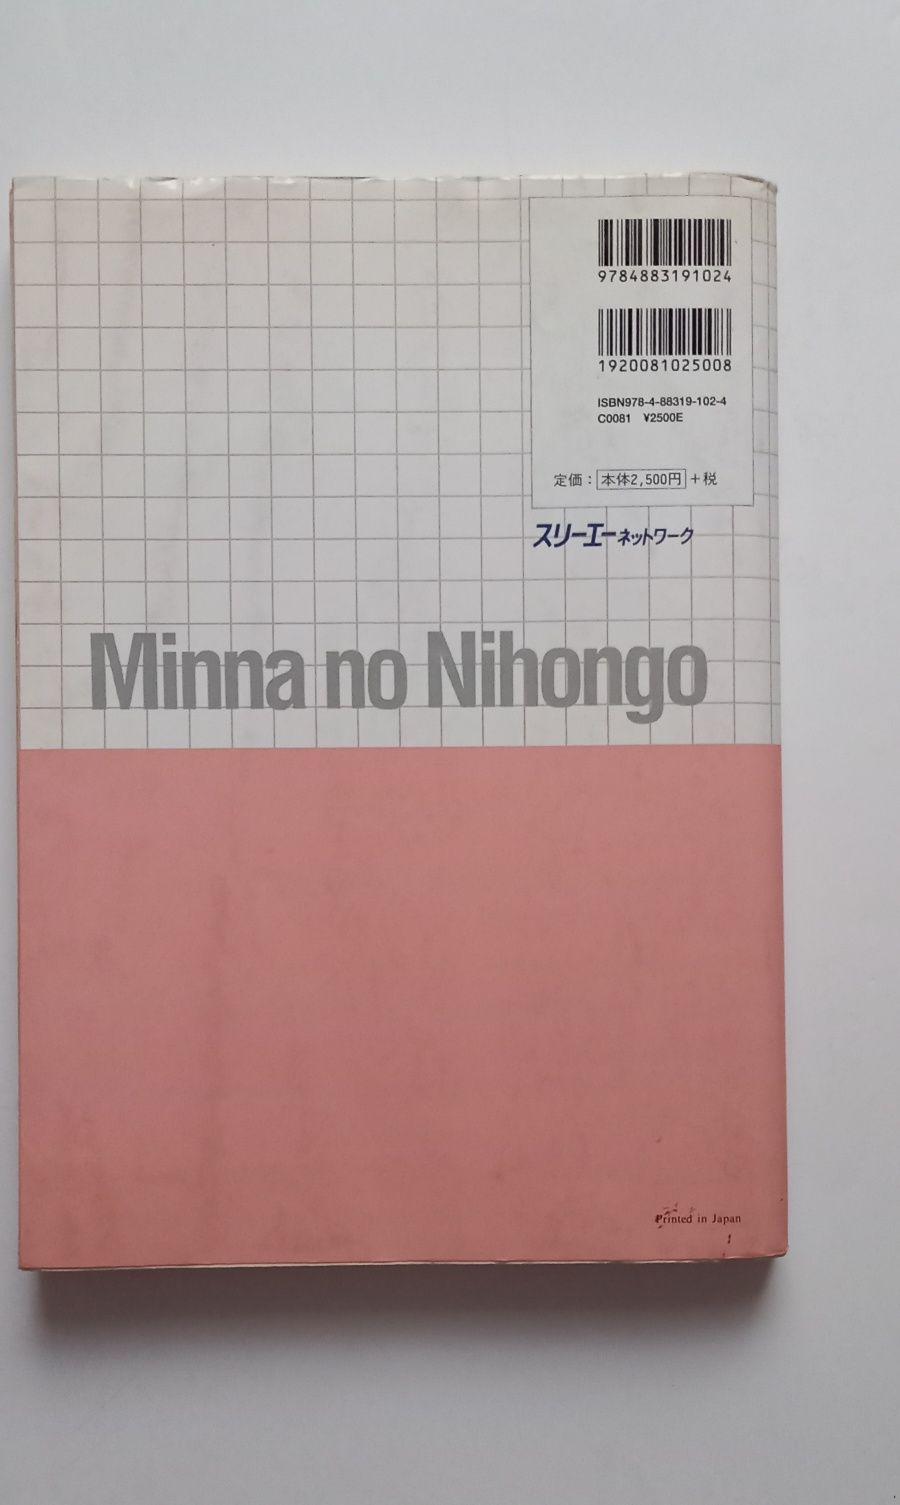 9784883191024
1920081025008
ISBN978-4-88319-102-4
C0081 ¥2500E
定価：本体2,500円+税
スリーエーネットワーク
Minna no Nihongo
Printed in Japan